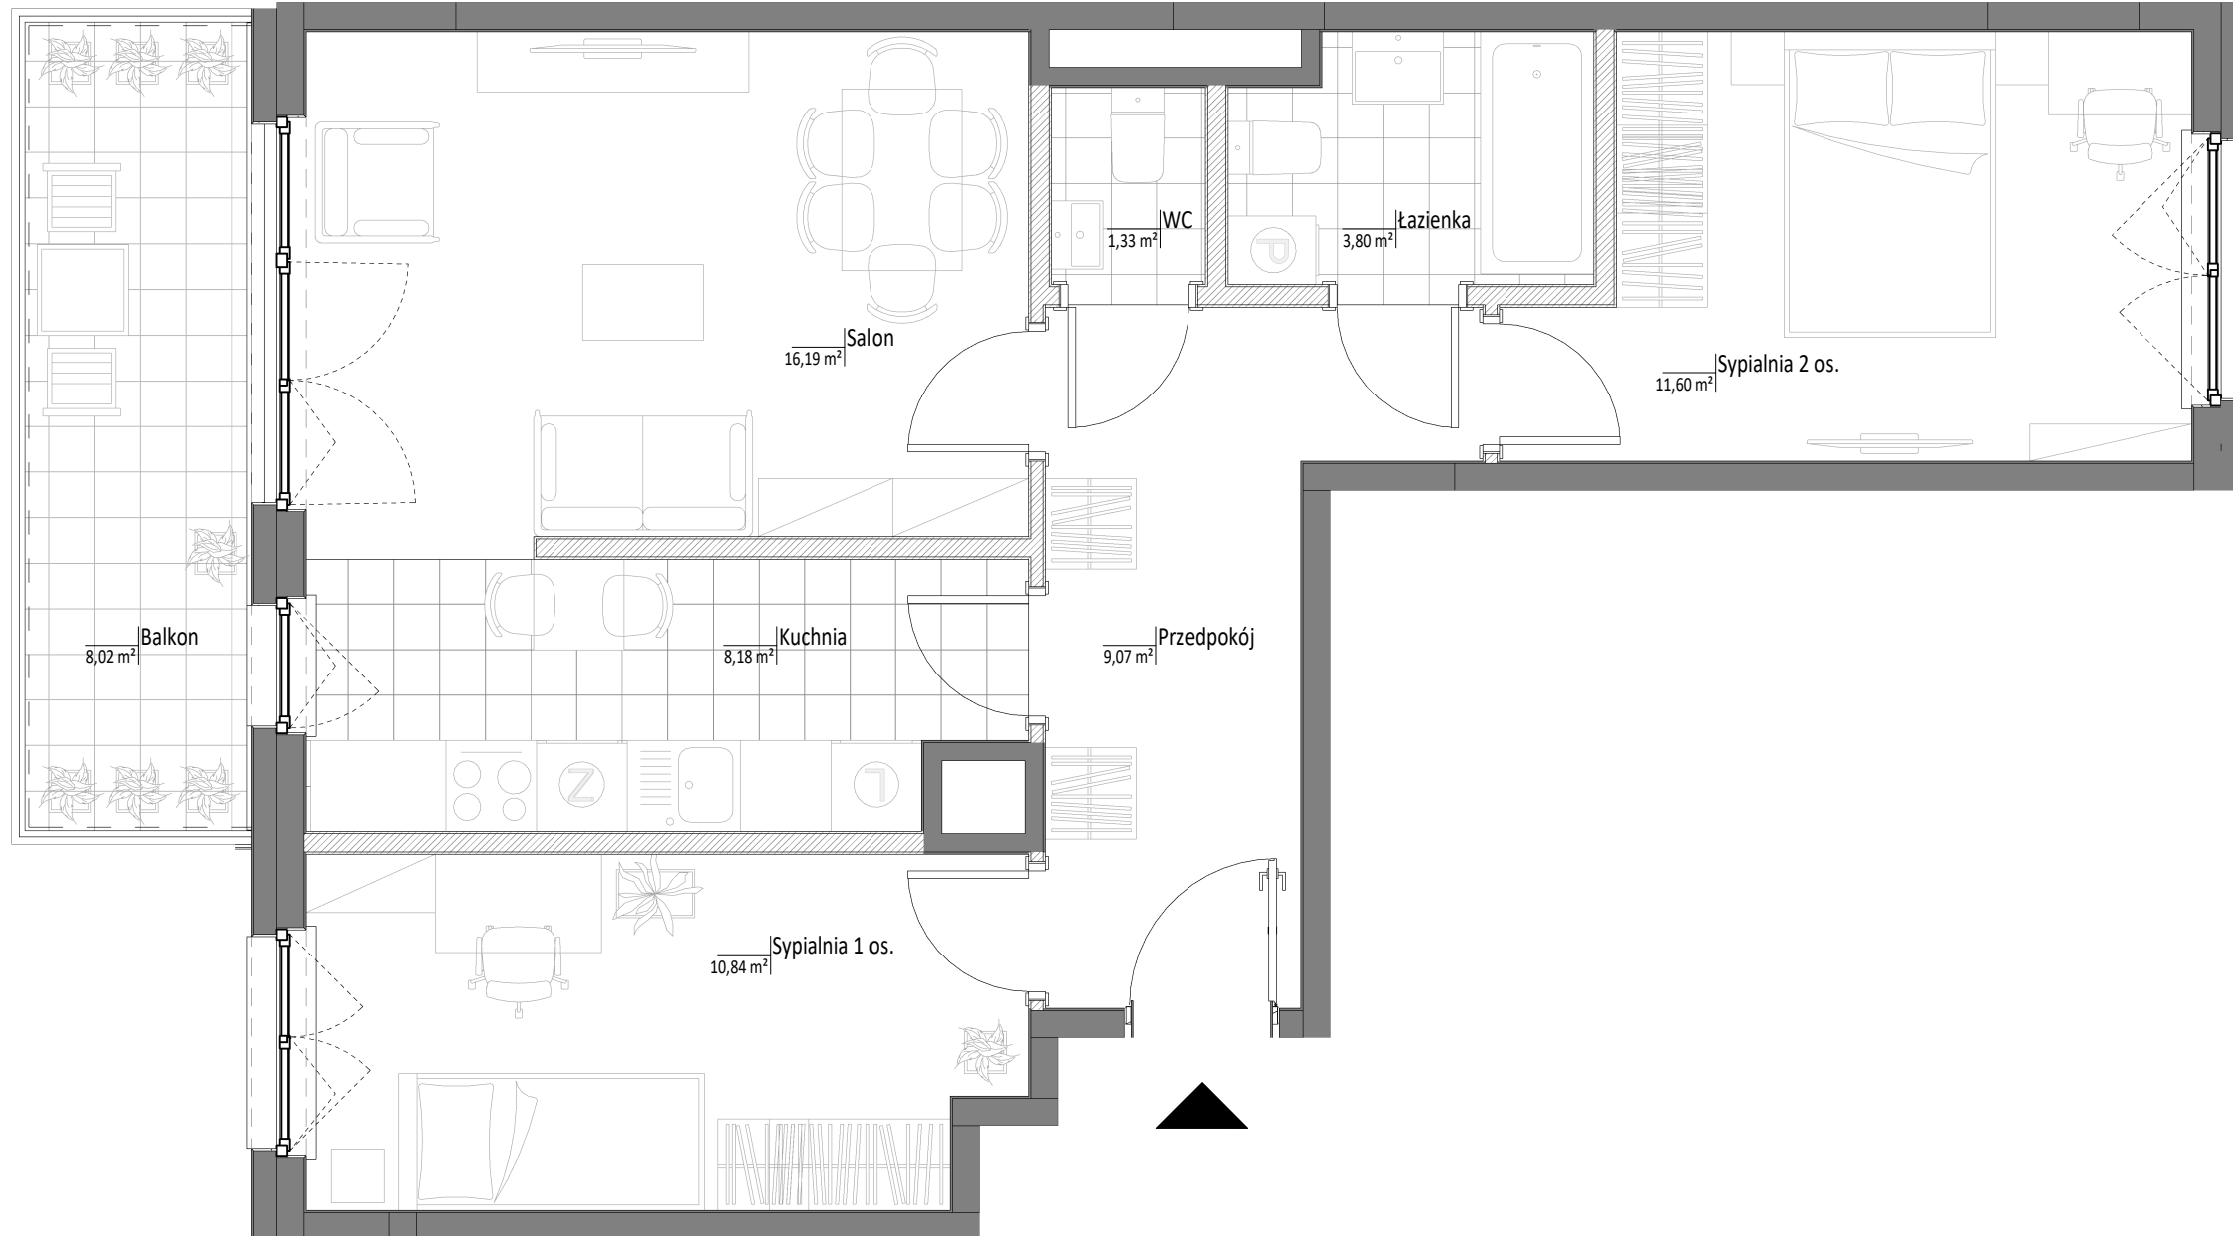 WC
1,33 m²
Łazienka
3,80 m²
P
Salon
16,19 m²
Sypialnia 2 os.
11,60 m²
Balkon
8,02 m²
Kuchnia
8,18 m²
Przedpokój
9,07 m²
Z
L
Sypialnia 1 os.
10,84 m²